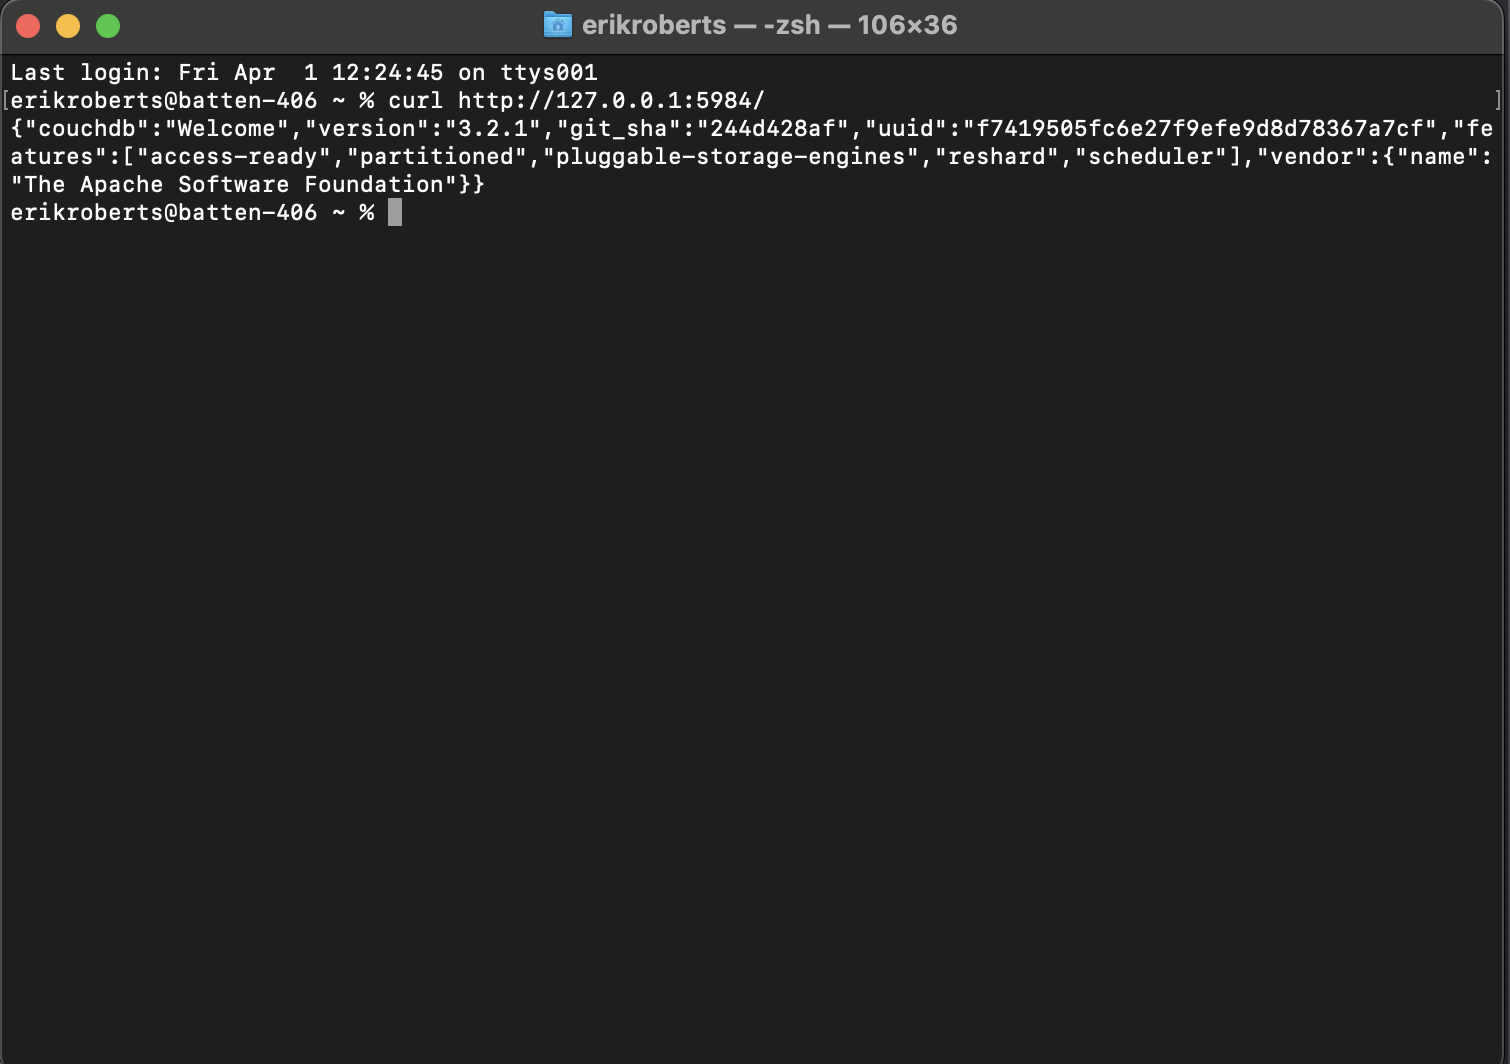 erikroberts — -zsh — 106×36
Last login: Fri Apr  1 12:24:45 on ttys001
[erikroberts@batten-406 ~ % curl http://127.0.0.1:5984/ ]
{"couchdb":"Welcome","version":"3.2.1","git_sha":"244d428af","uuid":"f7419505fc6e27f9efe9d8d78367a7cf","fe
atures":["access-ready","partitioned","pluggable-storage-engines","reshard","scheduler"],"vendor":{"name":
"The Apache Software Foundation"}}
erikroberts@batten-406 ~ %